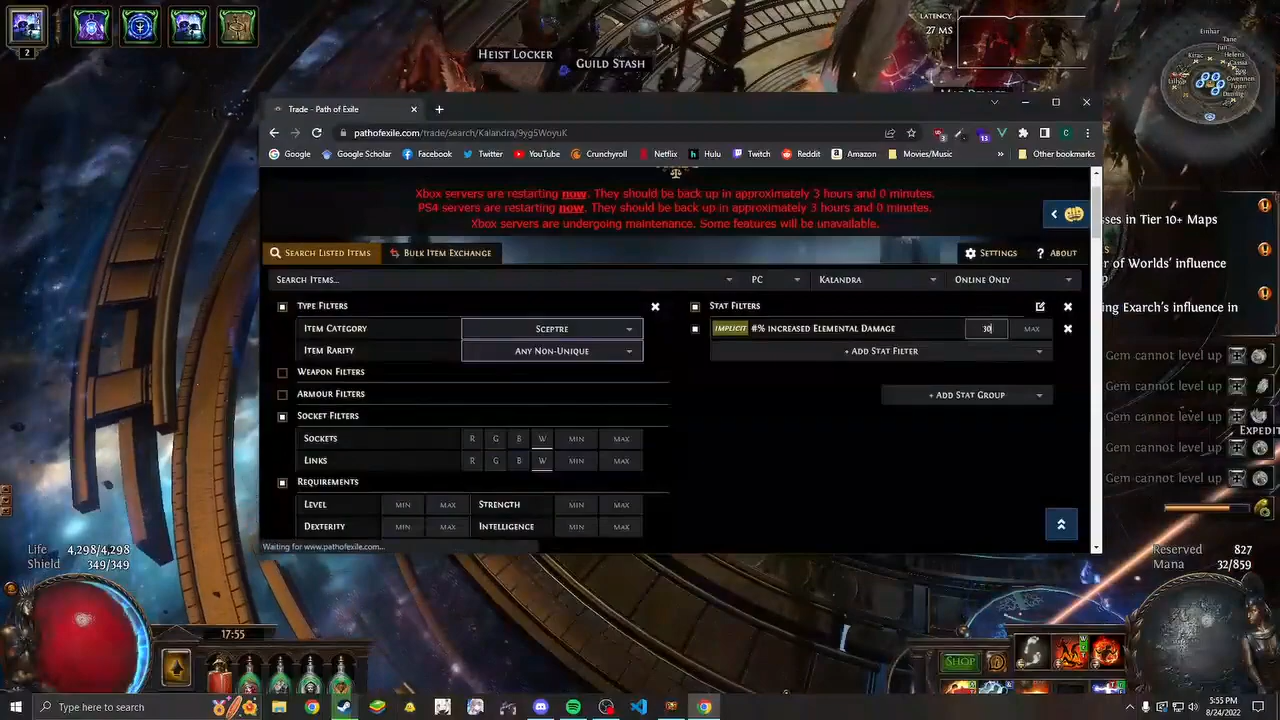 2
HEIST LOCKER
GUILD STASH
LATENCY
27 MS
Einhar
Tane
Jun
Helena
Kirac
Trade - Path of Exile
pathofexile.com/trade/search/Kalandra/9yg5WoyuK
Google
Google Scholar
Facebook
Twitter
YouTube
Crunchyroll
Netflix
Hulu
Twitch
Reddit
Amazon
Movies/Music
»
Other bookmarks
Xbox servers are restarting now. They should be back up in approximately 3 hours and 0 minutes.
PS4 servers are restarting now. They should be back up in approximately 3 hours and 0 minutes.
Xbox servers are undergoing maintenance. Some features will be unavailable.
SEARCH LISTED ITEMS
BULK ITEM EXCHANGE
SETTINGS
? ABOUT
SEARCH ITEMS...
PC
KALANDRA
ONLINE ONLY
TYPE FILTERS
ITEM CATEGORY
SCEPTRE
ITEM RARITY
ANY NON-UNIQUE
WEAPON FILTERS
ARMOUR FILTERS
SOCKET FILTERS
SOCKETS R G B W MIN MAX
LINKS R G B W MIN MAX
REQUIREMENTS
LEVEL MIN MAX STRENGTH MIN MAX
DEXTERITY MIN MAX INTELLIGENCE MIN MAX
STAT FILTERS
IMPLICIT #% INCREASED ELEMENTAL DAMAGE 30 MAX
+ ADD STAT FILTER
+ ADD STAT GROUP
Waiting for www.pathofexile.com...
sses in Tier 10+ Maps
r of Worlds' influence
ing Exarch's influence in
Gem cannot level up
Gem cannot level up
Gem cannot level up
EXPEDIT
Gem cannot level up
Gem cannot level up
Life 4,298/4,298
Shield 349/349
17:55
Reserved 827
Mana 32/859
SHOP
Type here to search
5:55 PM
8/24/2022